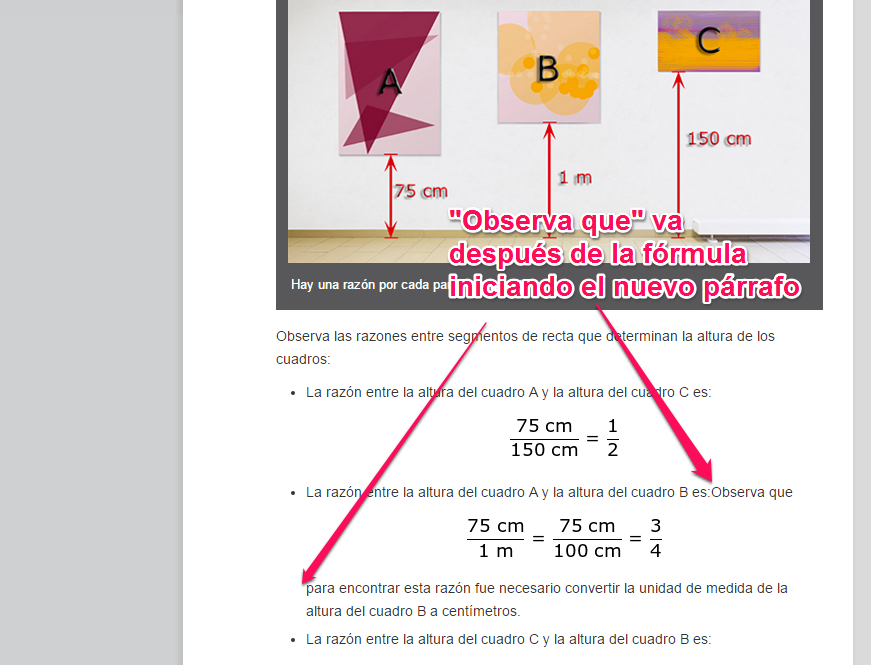 A
B
C
75 cm
1 m
150 cm
"Observa que" va
después de la fórmula
iniciando el nuevo párrafo
Hay una razón por cada
Observa las razones entre segmentos de recta que determinan la altura de los
cuadros:
• La razón entre la altura del cuadro A y la altura del cuadro C es:
75 cm / 150 cm = 1 / 2
• La razón entre la altura del cuadro A y la altura del cuadro B es:Observa que
75 cm / 1 m = 75 cm / 100 cm = 3 / 4
para encontrar esta razón fue necesario convertir la unidad de medida de la
altura del cuadro B a centímetros.
• La razón entre la altura del cuadro C y la altura del cuadro B es: